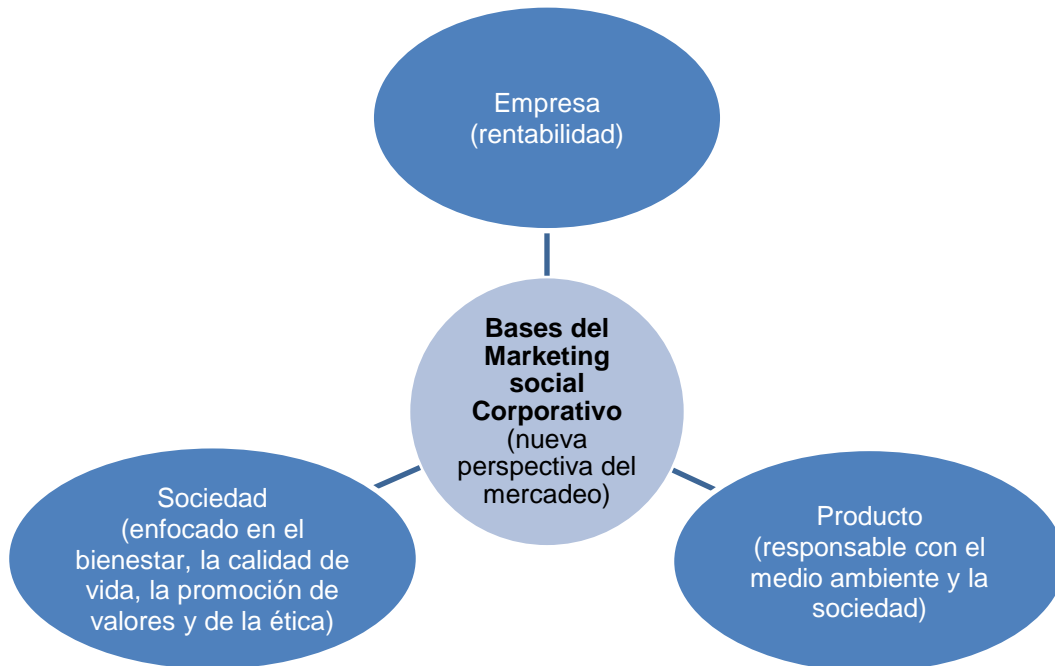 Empresa
(rentabilidad)
Bases del
Marketing
social
Corporativo
(nueva
perspectiva del
mercadeo)
Sociedad
(enfocado en el
bienestar, la calidad de
vida, la promoción de
valores y de la ética)
Producto
(responsable con el
medio ambiente y la
sociedad)